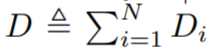 D ≜ ∑_{i=1}^{N} D_i